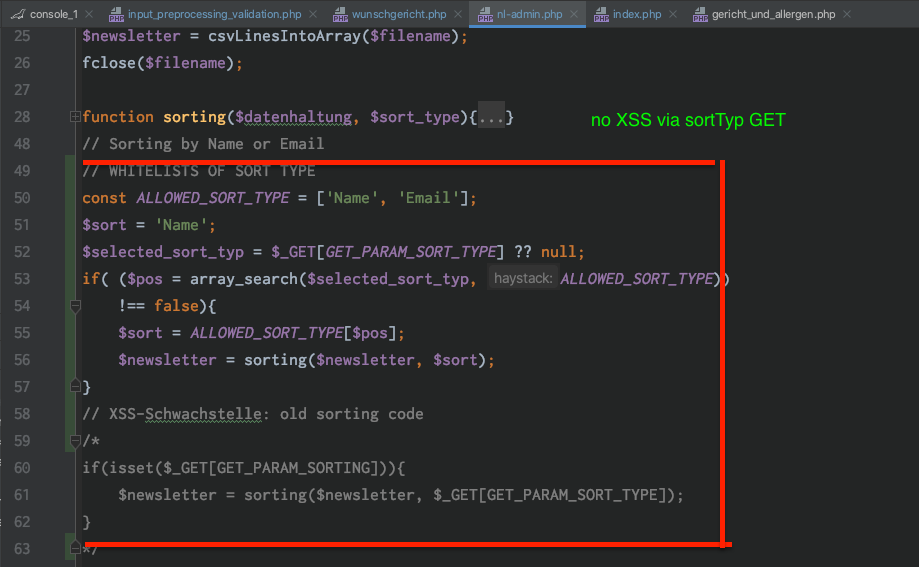 console_1 input_preprocessing_validation.php wunschgericht.php nl-admin.php index.php gericht_und_allergen.php
25 $newsletter = csvLinesIntoArray($filename);
26 fclose($filename);
27
28 function sorting($datenhaltung, $sort_type){...}
no XSS via sortTyp GET
48 // Sorting by Name or Email
49 // WHITELISTS OF SORT TYPE
50 const ALLOWED_SORT_TYPE = ['Name', 'Email'];
51 $sort = 'Name';
52 $selected_sort_typ = $_GET[GET_PARAM_SORT_TYPE] ?? null;
53 if( ($pos = array_search($selected_sort_typ, haystack: ALLOWED_SORT_TYPE))
54 !== false){
55 $sort = ALLOWED_SORT_TYPE[$pos];
56 $newsletter = sorting($newsletter, $sort);
57 }
58 // XSS-Schwachstelle: old sorting code
59 /*
60 if(isset($_GET[GET_PARAM_SORTING])){
61 $newsletter = sorting($newsletter, $_GET[GET_PARAM_SORT_TYPE]);
62 }
63 */